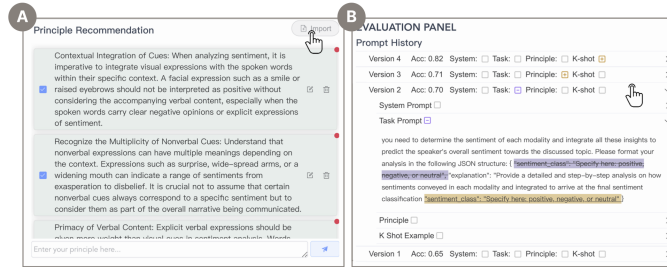 A
Principle Recommendation
Import
Contextual Integration of Cues: When analyzing sentiment, it is
imperative to integrate visual expressions with the spoken words
within their specific context. A facial expression such as a smile or
raised eyebrows should not be interpreted as positive without
considering the accompanying verbal content, especially when the
spoken words carry clear negative opinions or explicit expressions
of sentiment.
Recognize the Multiplicity of Nonverbal Cues: Understand that
nonverbal expressions can have multiple meanings depending on
the context. Expressions such as surprise, wide-spread arms, or a
widening mouth can indicate a range of sentiments from
exasperation to disbelief. It is crucial not to assume that certain
nonverbal cues always correspond to a specific sentiment but to
consider them as part of the overall narrative being communicated.
Primacy of Verbal Content: Explicit verbal expressions should be
given more weight than visual cues in sentiment analysis. Words
Enter your principle here...
B
EVALUATION PANEL
Prompt History
Version 4 Acc: 0.82 System: Task: Principle: K-shot
Version 3 Acc: 0.71 System: Task: Principle: K-shot
Version 2 Acc: 0.70 System: Task: Principle: K-shot
System Prompt
Task Prompt
you need to determine the sentiment of each modality and integrate all these insights to
predict the speaker's overall sentiment towards the discussed topic. Please format your
analysis in the following JSON structure: { "sentiment_class": "Specify here: positive,
negative, or neutral", "explanation": "Provide a detailed and step-by-step analysis on how
sentiments conveyed in each modality and integrated to arrive at the final sentiment
classification "sentiment_class": "Specify here: positive, negative, or neutral" }
Principle
K Shot Example
Version 1 Acc: 0.65 System: Task: Principle: K-shot